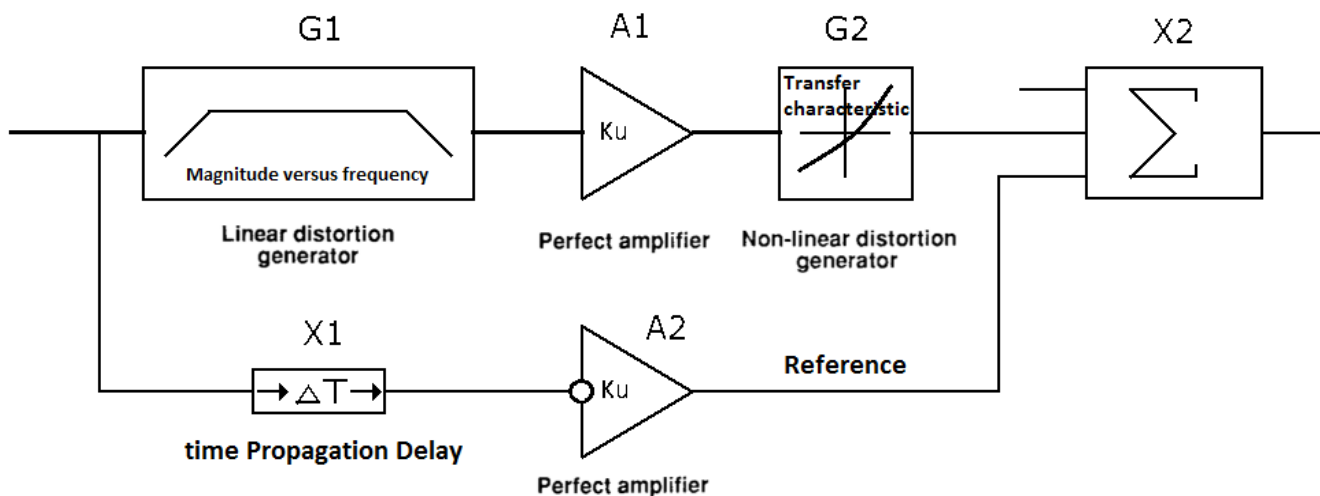 G1
A1
G2
X2
Transfer
characteristic
Ku
Magnitude versus frequency
Linear distortion
generator
Perfect amplifier
Non-linear distortion
generator
X1
A2
Reference
△T
Ku
time Propagation Delay
Perfect amplifier